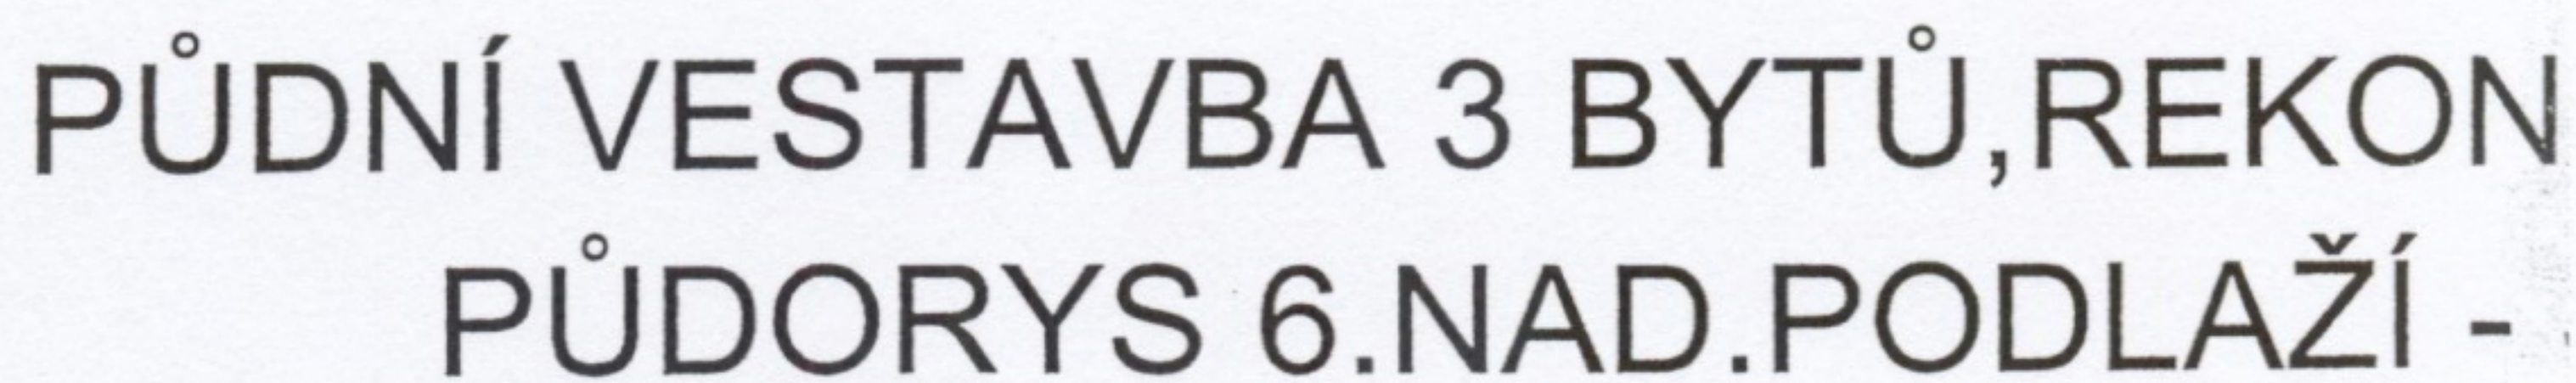 PŮDNÍ VESTAVBA 3 BYTŮ,REKON
PŮDORYS 6.NAD.PODLAŽÍ -